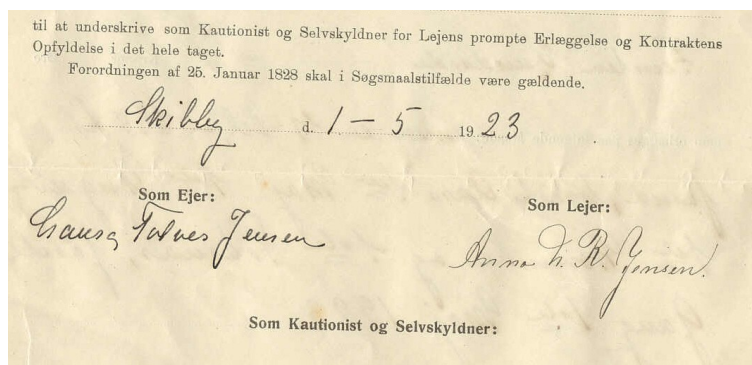 til at underskrive som Kautionist og Selvskyldner for Lejens prompte Erlæggelse og Kontraktens
Opfyldelse i det hele taget.
Forordningen af 25. Januar 1828 skal i Søgsmaalstilfælde være gældende.
Skibby d. 1 – 5 1923
Som Ejer:
Som Lejer:
Jensen
Anna N. R. Jensen.
Som Kautionist og Selvskyldner: